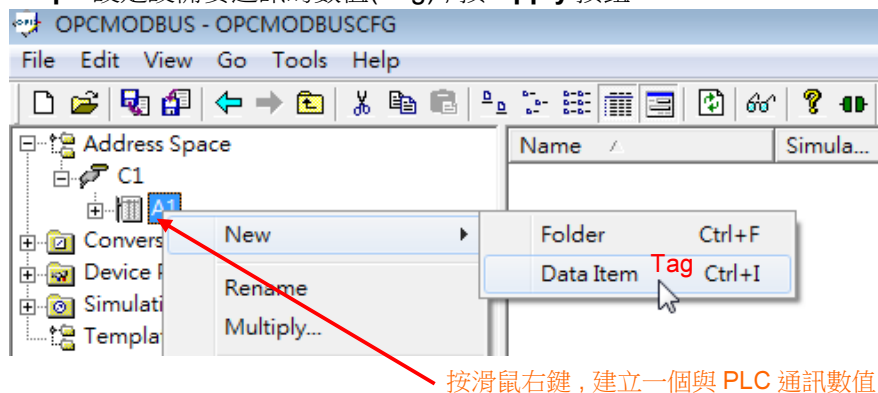 OPCMODBUS - OPCMODBUSCFG
File Edit View Go Tools Help
Address Space
Name
Simula...
C1
A1
Convers
New
Folder Ctrl+F
Device
Data Item Tag Ctrl+I
Rename
Simulati
Multiply...
Templa
按滑鼠右鍵 , 建立一個與 PLC 通訊數值